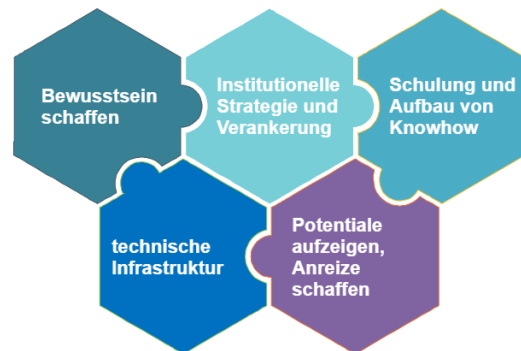 Bewusstsein
schaffen
Institutionelle
Strategie und
Verankerung
Schulung und
Aufbau von
Knowhow
technische
Infrastruktur
Potentiale
aufzeigen,
Anreize
schaffen